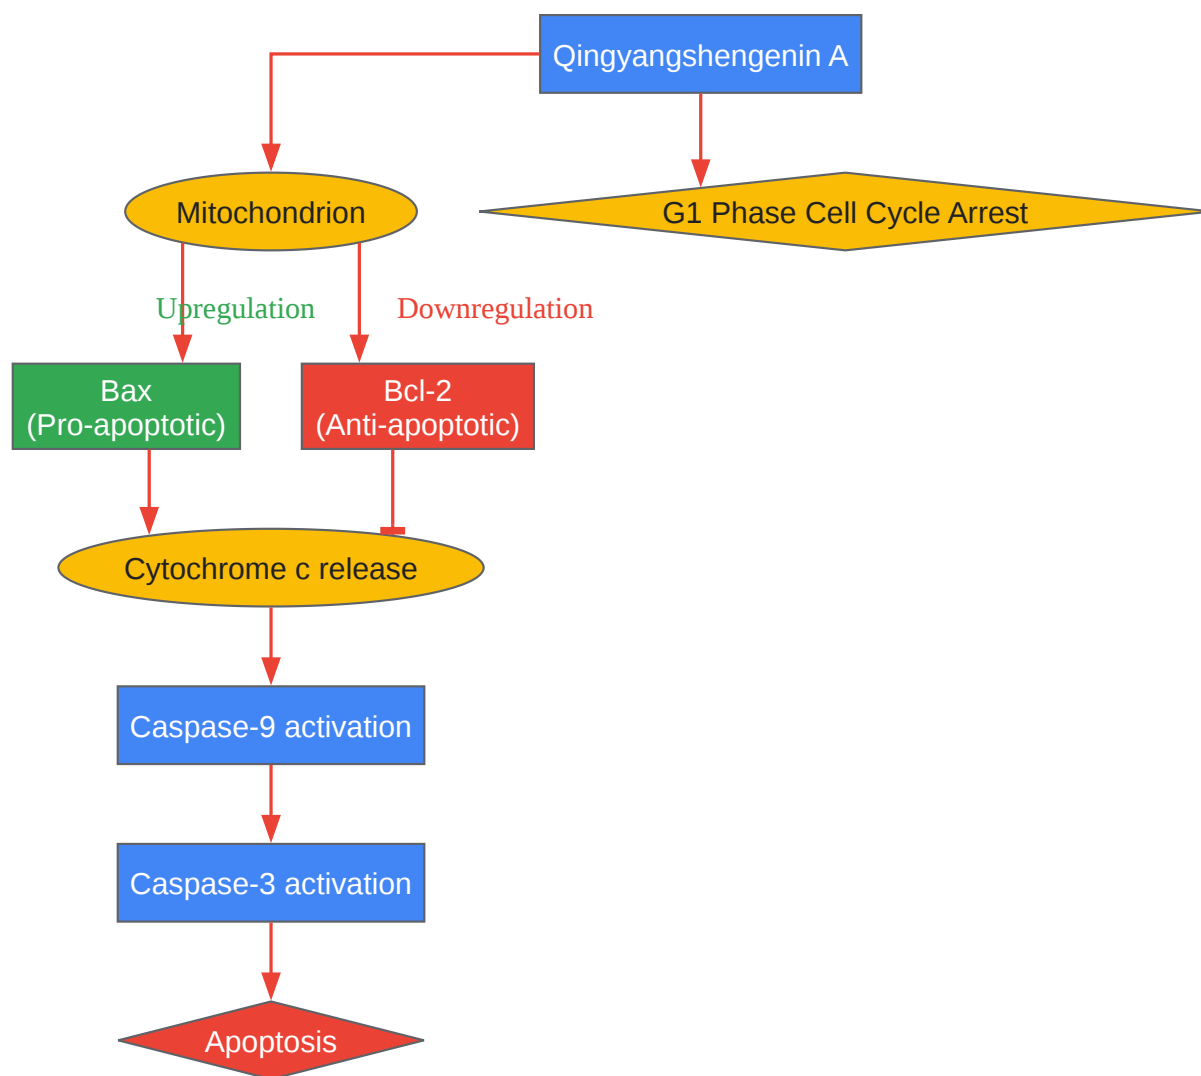 Qingyangshengenin A
Mitochondrion
G1 Phase Cell Cycle Arrest
Upregulation
Downregulation
Bax
(Pro-apoptotic)
Bcl-2
(Anti-apoptotic)
Cytochrome c release
Caspase-9 activation
Caspase-3 activation
Apoptosis